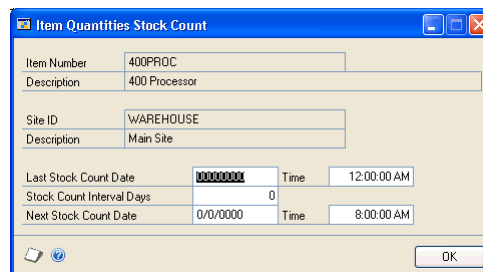 Item Quantities Stock Count
Item Number 400PROC
Description 400 Processor
Site ID WAREHOUSE
Description Main Site
Last Stock Count Date Time 12:00:00 AM
Stock Count Interval Days 0
Next Stock Count Date 0/0/0000 Time 8:00:00 AM
OK